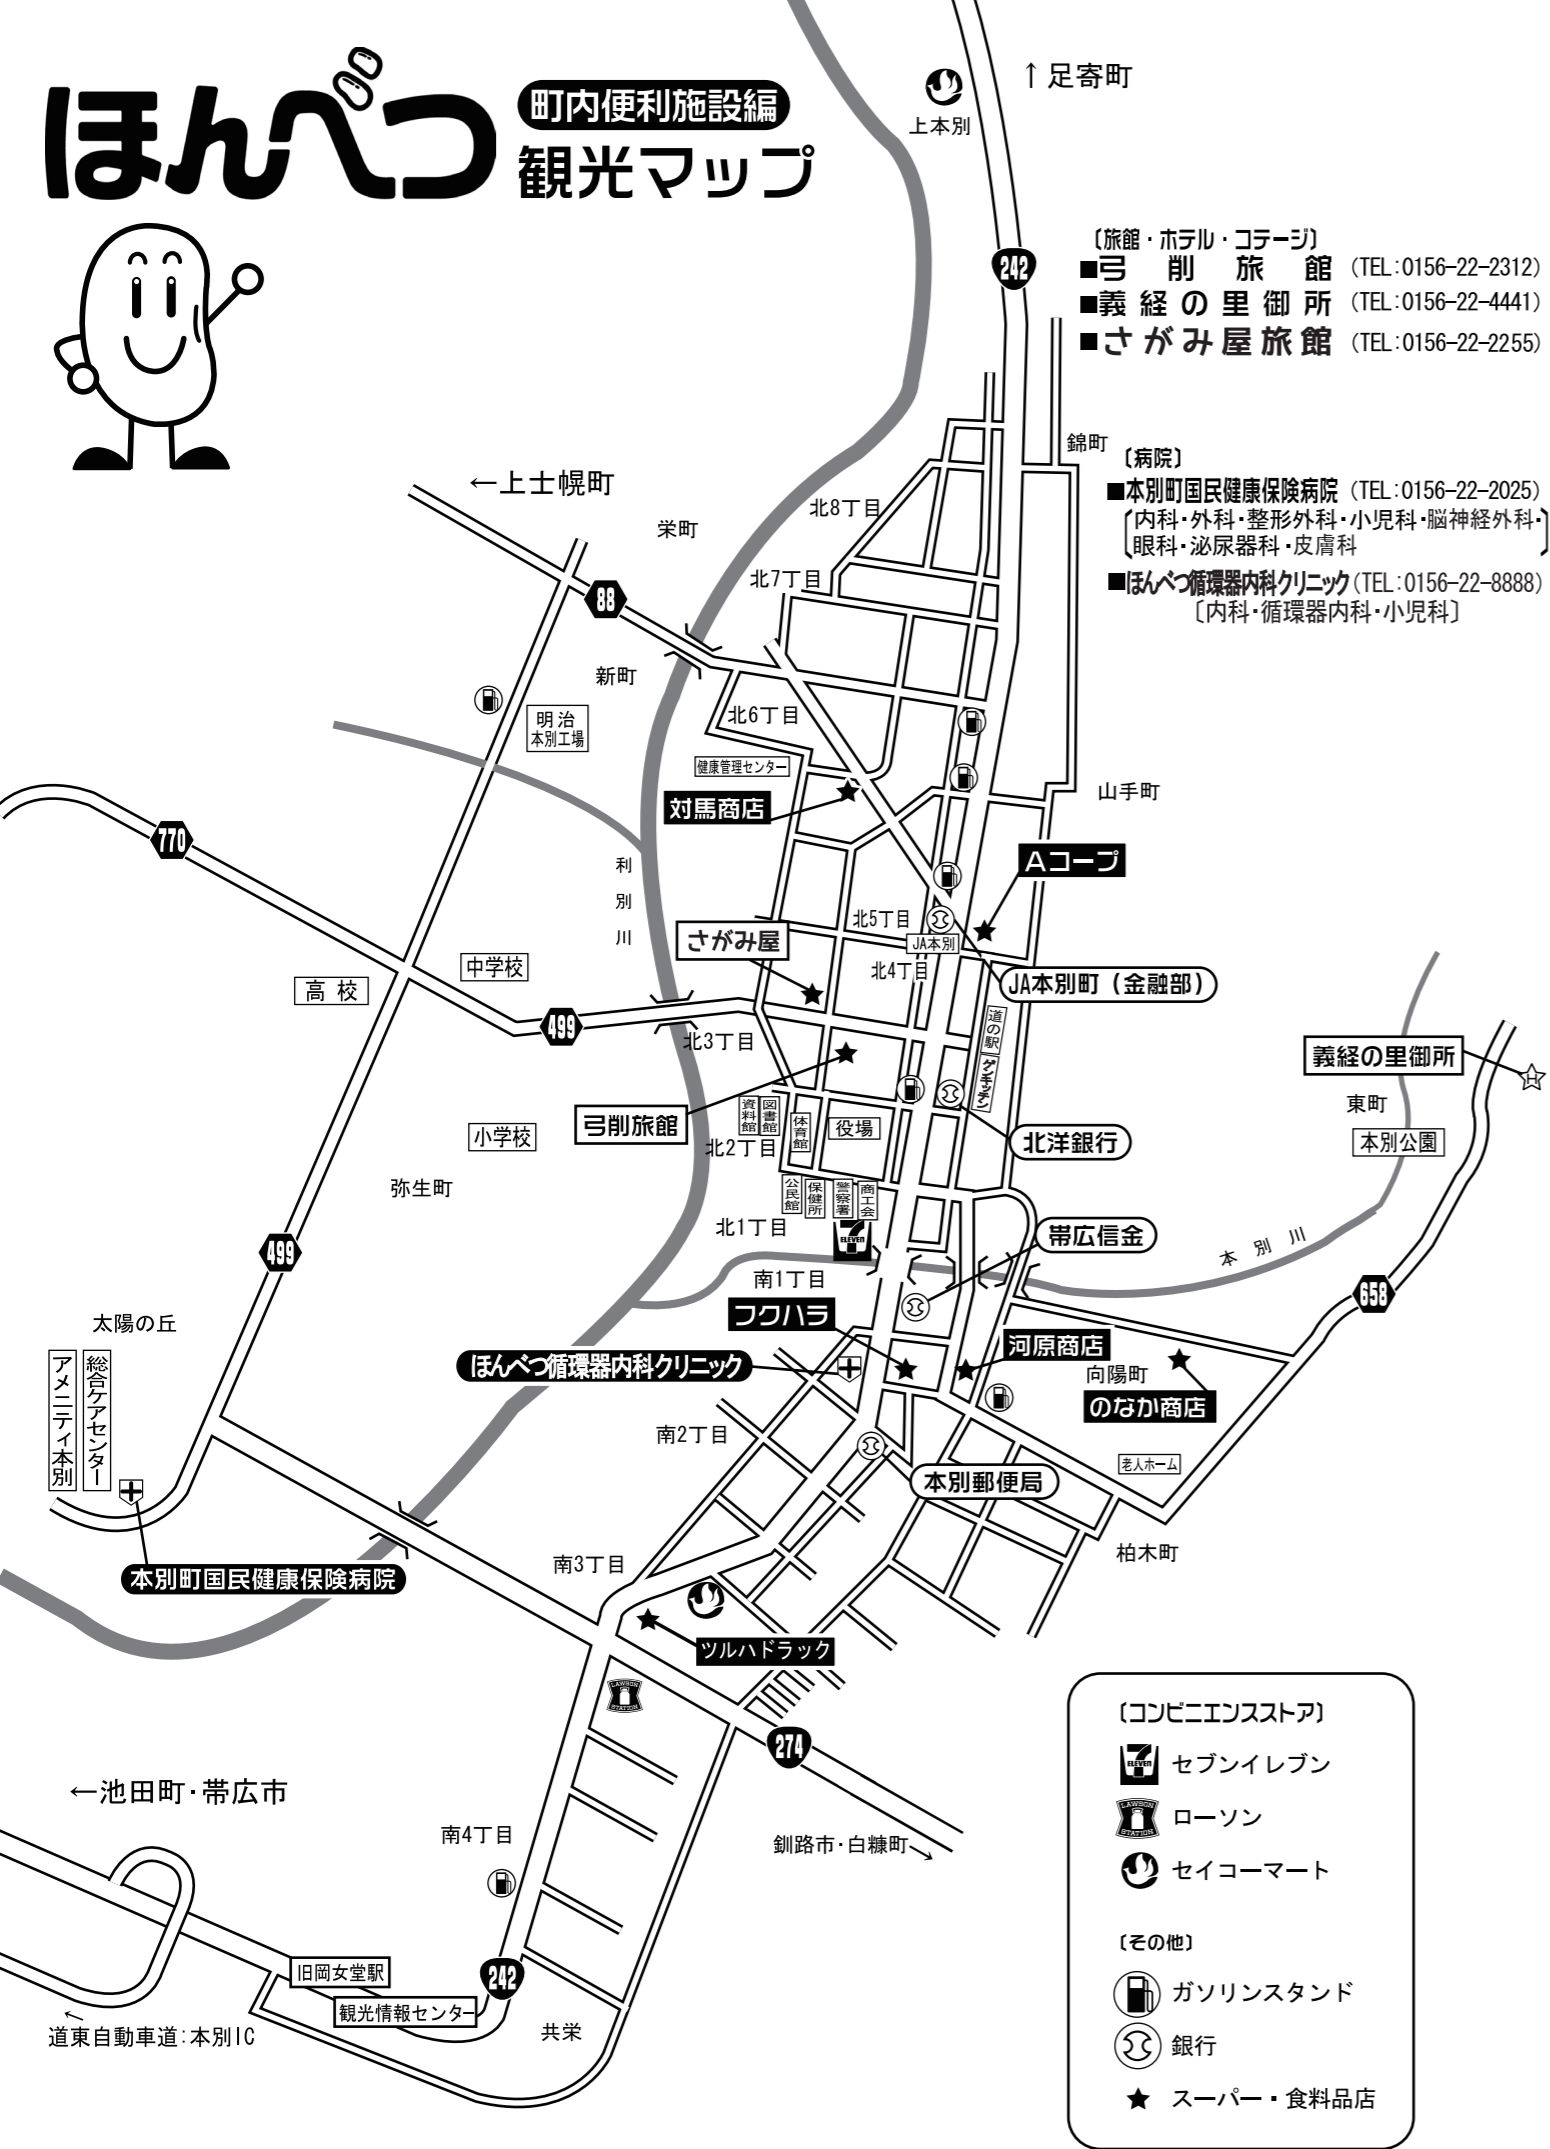 ほんべつ
町内便利施設編
観光マップ
↑足寄町
上本別
242
〔旅館・ホテル・コテージ〕
■弓削旅館（TEL:0156-22-2312）
■義経の里御所（TEL:0156-22-4441）
■さがみ屋旅館（TEL:0156-22-2255）
錦町
〔病院〕
■本別町国民健康保険病院（TEL:0156-22-2025）
〔内科・外科・整形外科・小児科・脳神経外科・
眼科・泌尿器科・皮膚科〕
■ほんべつ循環器内科クリニック（TEL:0156-22-8888）
〔内科・循環器内科・小児科〕
←上士幌町
栄町
北8丁目
北7丁目
88
新町
明治
本別工場
北6丁目
健康管理センター
対馬商店
山手町
770
Aコープ
利別川
北5丁目
JA本別
さがみ屋
北4丁目
中学校
高校
JA本別町（金融部）
499
北3丁目
道の駅
ゲンキッチン
義経の里御所
H
東町
本別公園
弓削旅館
資料館
図書館
体育館
役場
小学校
北2丁目
北洋銀行
弥生町
公民館
保健所
警察署
商工会
北1丁目
ELEVEN
帯広信金
本別川
499
南1丁目
658
太陽の丘
フクハラ
河原商店
アメニティ本別
総合ケアセンター
ほんべつ循環器内科クリニック
向陽町
のなか商店
南2丁目
老人ホーム
本別郵便局
柏木町
南3丁目
本別町国民健康保険病院
ツルハドラック
LAWSON
STATION
274
←池田町・帯広市
南4丁目
釧路市・白糠町→
旧岡女堂駅
242
観光情報センター
共栄
←
道東自動車道:本別IC
〔コンビニエンスストア〕
ELEVEN
セブンイレブン
LAWSON
STATION
ローソン
セイコーマート
〔その他〕
ガソリンスタンド
銀行
★スーパー・食料品店